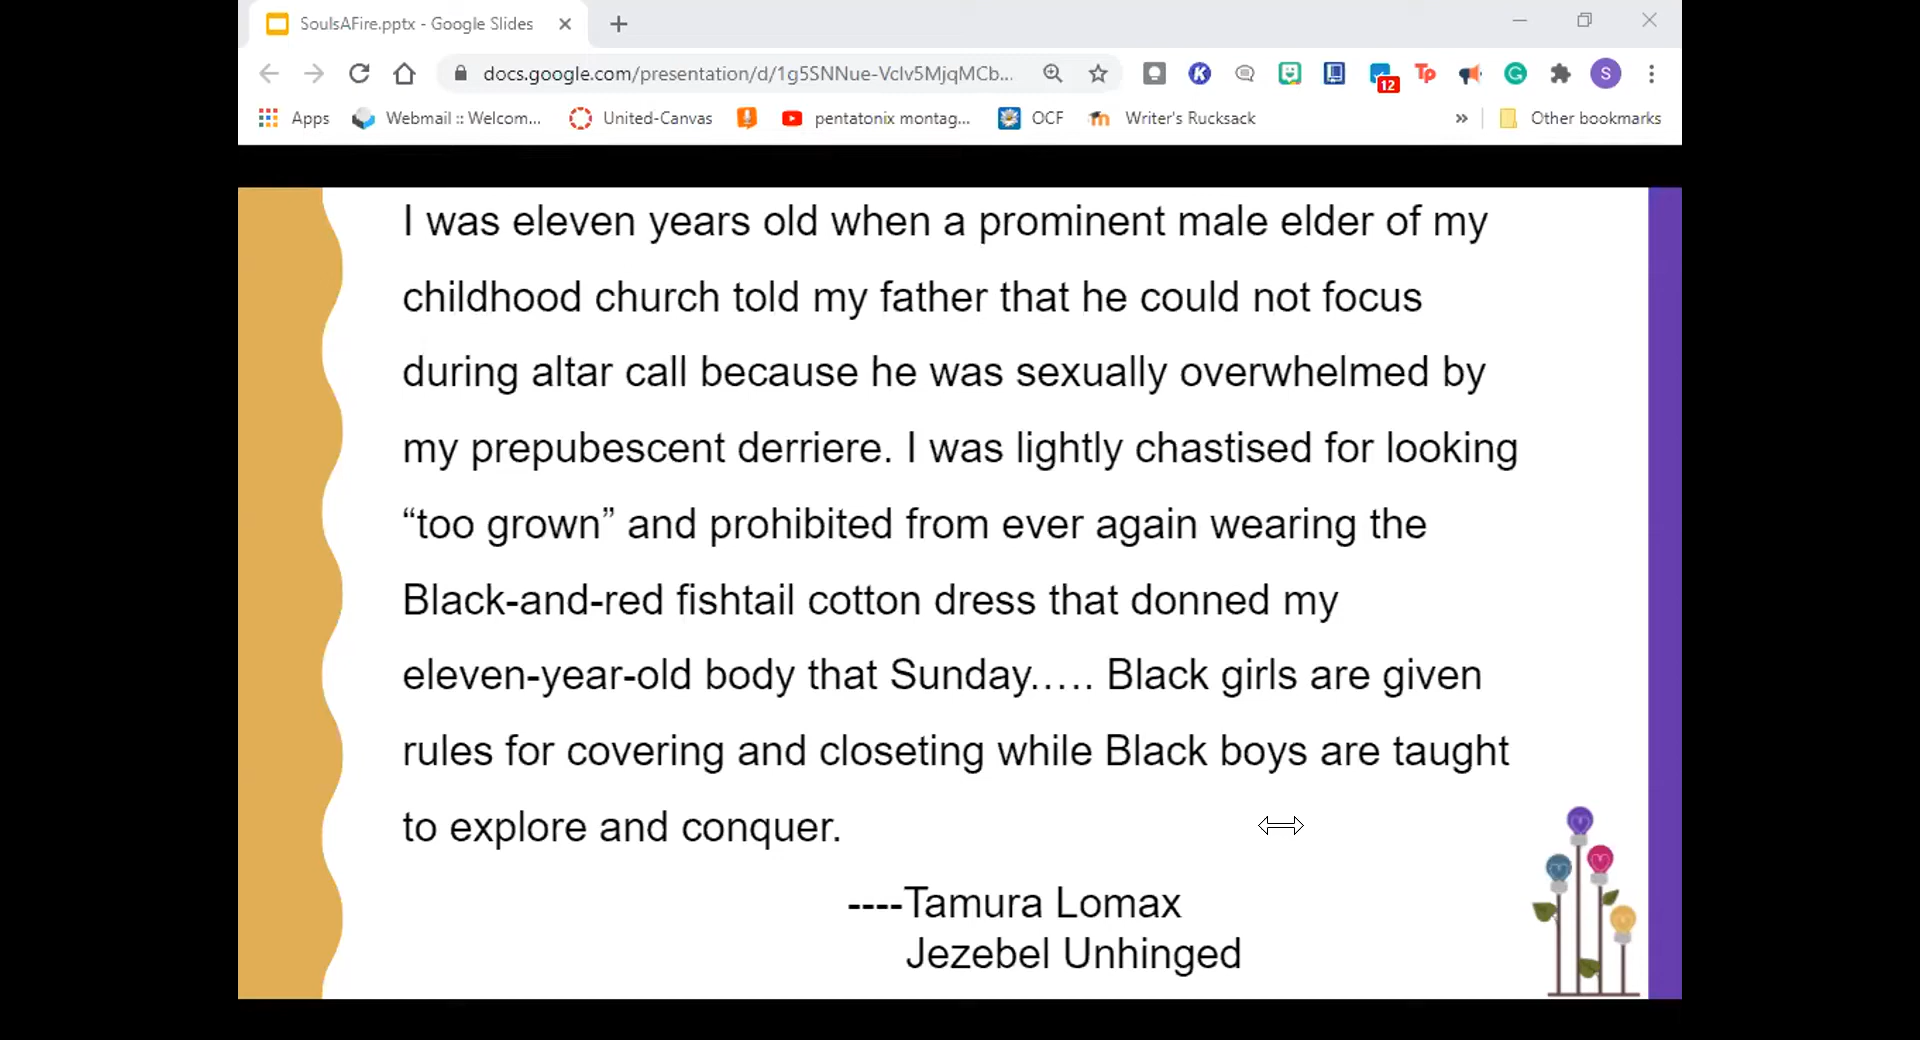 SoulsAFire.pptx - Google Slides
docs.google.com/presentation/d/1g5SNNue-Vclv5MjqMCb...
K
12
Tp
G
S
Apps
Webmail :: Welcom...
United-Canvas
pentatonix montag...
OCF
Writer's Rucksack
»
Other bookmarks
I was eleven years old when a prominent male elder of my
childhood church told my father that he could not focus
during altar call because he was sexually overwhelmed by
my prepubescent derriere. I was lightly chastised for looking
“too grown” and prohibited from ever again wearing the
Black-and-red fishtail cotton dress that donned my
eleven-year-old body that Sunday..... Black girls are given
rules for covering and closeting while Black boys are taught
to explore and conquer.
----Tamura Lomax
Jezebel Unhinged